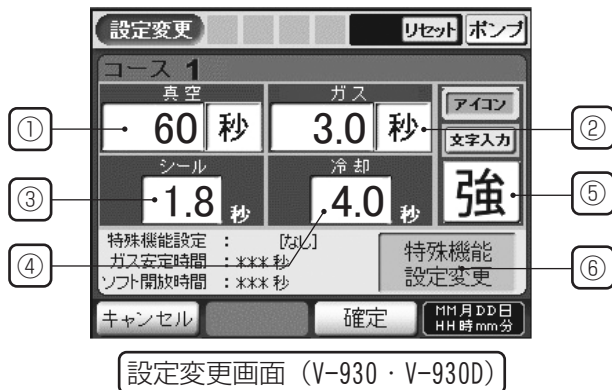 設定変更 リセット ポンプ
コース 1
真空 ガス
① 60 秒 3.0 秒 アイコン ②
文字入力
シール 冷却
③ 1.8 秒 4.0 秒 強 ⑤
特殊機能設定 : [なし]
④ ガス安定時間 : *** 秒 特殊機能 ⑥
ソフト開放時間 : *** 秒 設定変更
キャンセル 確定 MM月DD日
HH時mm分
設定変更画面（V-930・V-930D）